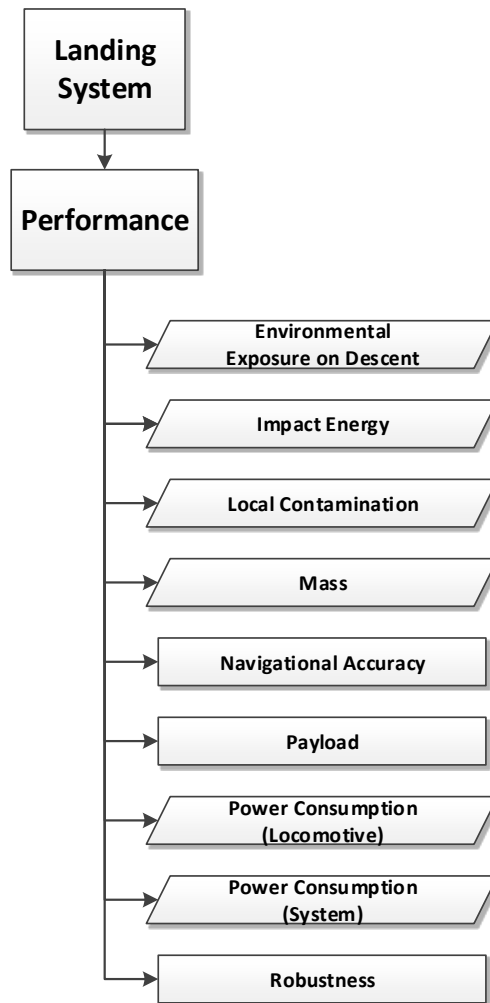 Landing
System
Performance
Environmental
Exposure on Descent
Impact Energy
Local Contamination
Mass
Navigational Accuracy
Payload
Power Consumption
(Locomotive)
Power Consumption
(System)
Robustness